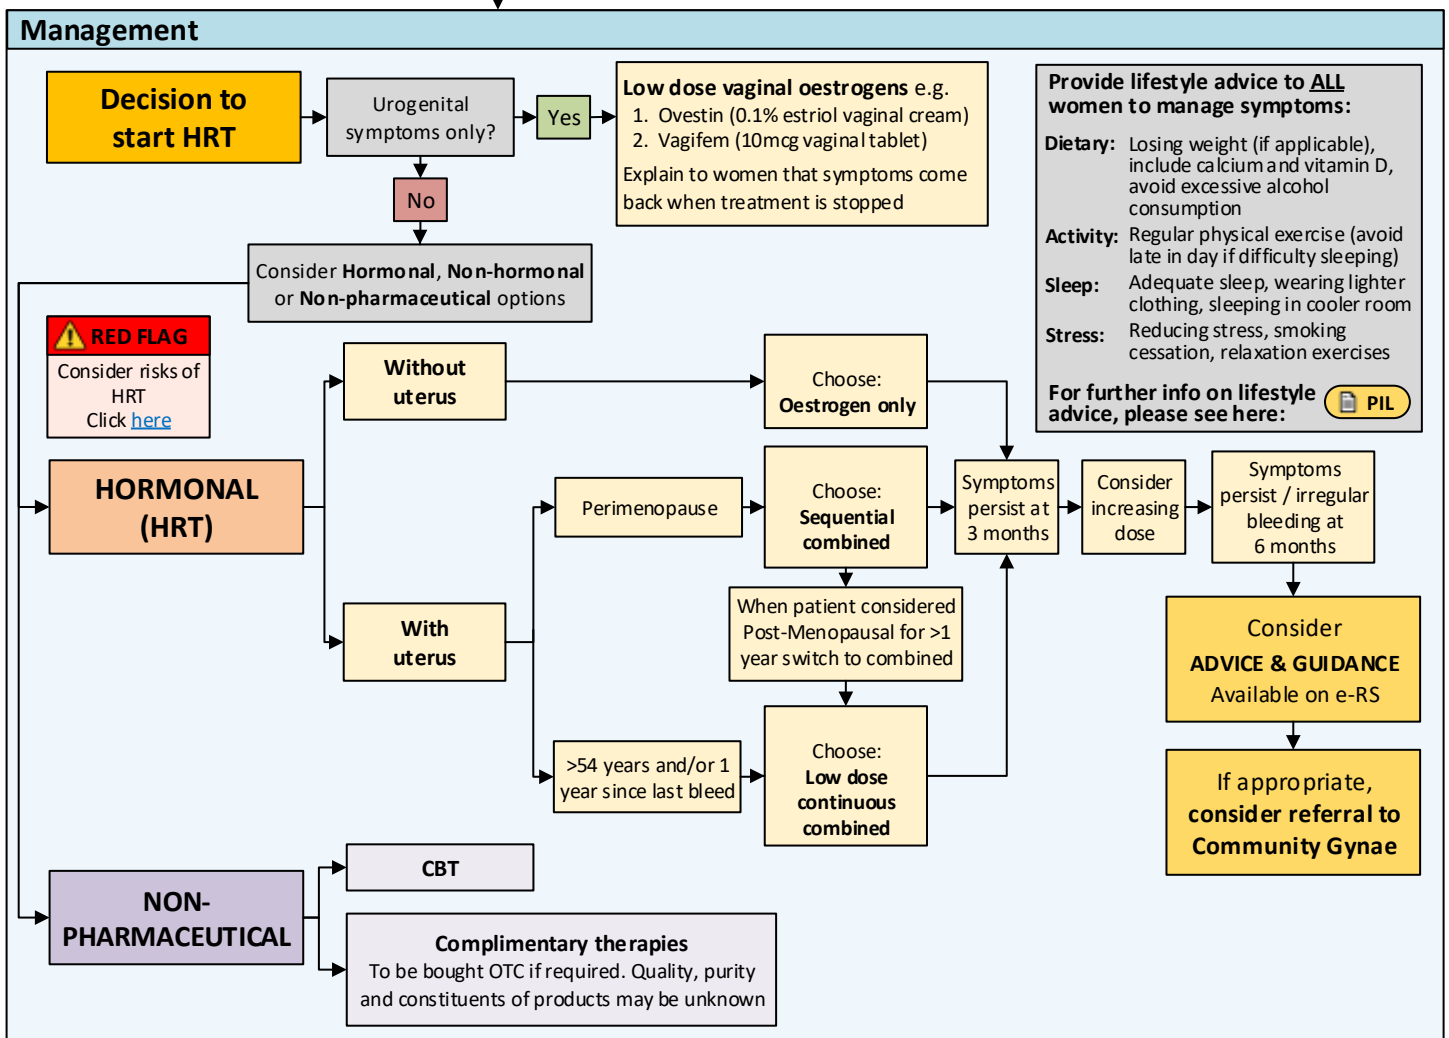 Management
Decision to
start HRT
Urogenital
symptoms only?
Yes
Low dose vaginal oestrogens e.g.
1. Ovestin (0.1% estriol vaginal cream)
2. Vagifem (10mcg vaginal tablet)
Explain to women that symptoms come
back when treatment is stopped
No
Consider Hormonal, Non-hormonal
or Non-pharmaceutical options
Provide lifestyle advice to ALL
women to manage symptoms:
Dietary: Losing weight (if applicable),
include calcium and vitamin D,
avoid excessive alcohol
consumption
Activity: Regular physical exercise (avoid
late in day if difficulty sleeping)
Sleep: Adequate sleep, wearing lighter
clothing, sleeping in cooler room
Stress: Reducing stress, smoking
cessation, relaxation exercises
For further info on lifestyle
advice, please see here:
PIL
RED FLAG
Consider risks of
HRT
Click here
HORMONAL
(HRT)
Without
uterus
Choose:
Oestrogen only
With
uterus
Perimenopause
Choose:
Sequential
combined
When patient considered
Post-Menopausal for >1
year switch to combined
>54 years and/or 1
year since last bleed
Choose:
Low dose
continuous
combined
Symptoms
persist at
3 months
Consider
increasing
dose
Symptoms
persist / irregular
bleeding at
6 months
Consider
ADVICE & GUIDANCE
Available on e-RS
If appropriate,
consider referral to
Community Gynae
NON-
PHARMACEUTICAL
CBT
Complimentary therapies
To be bought OTC if required. Quality, purity
and constituents of products may be unknown